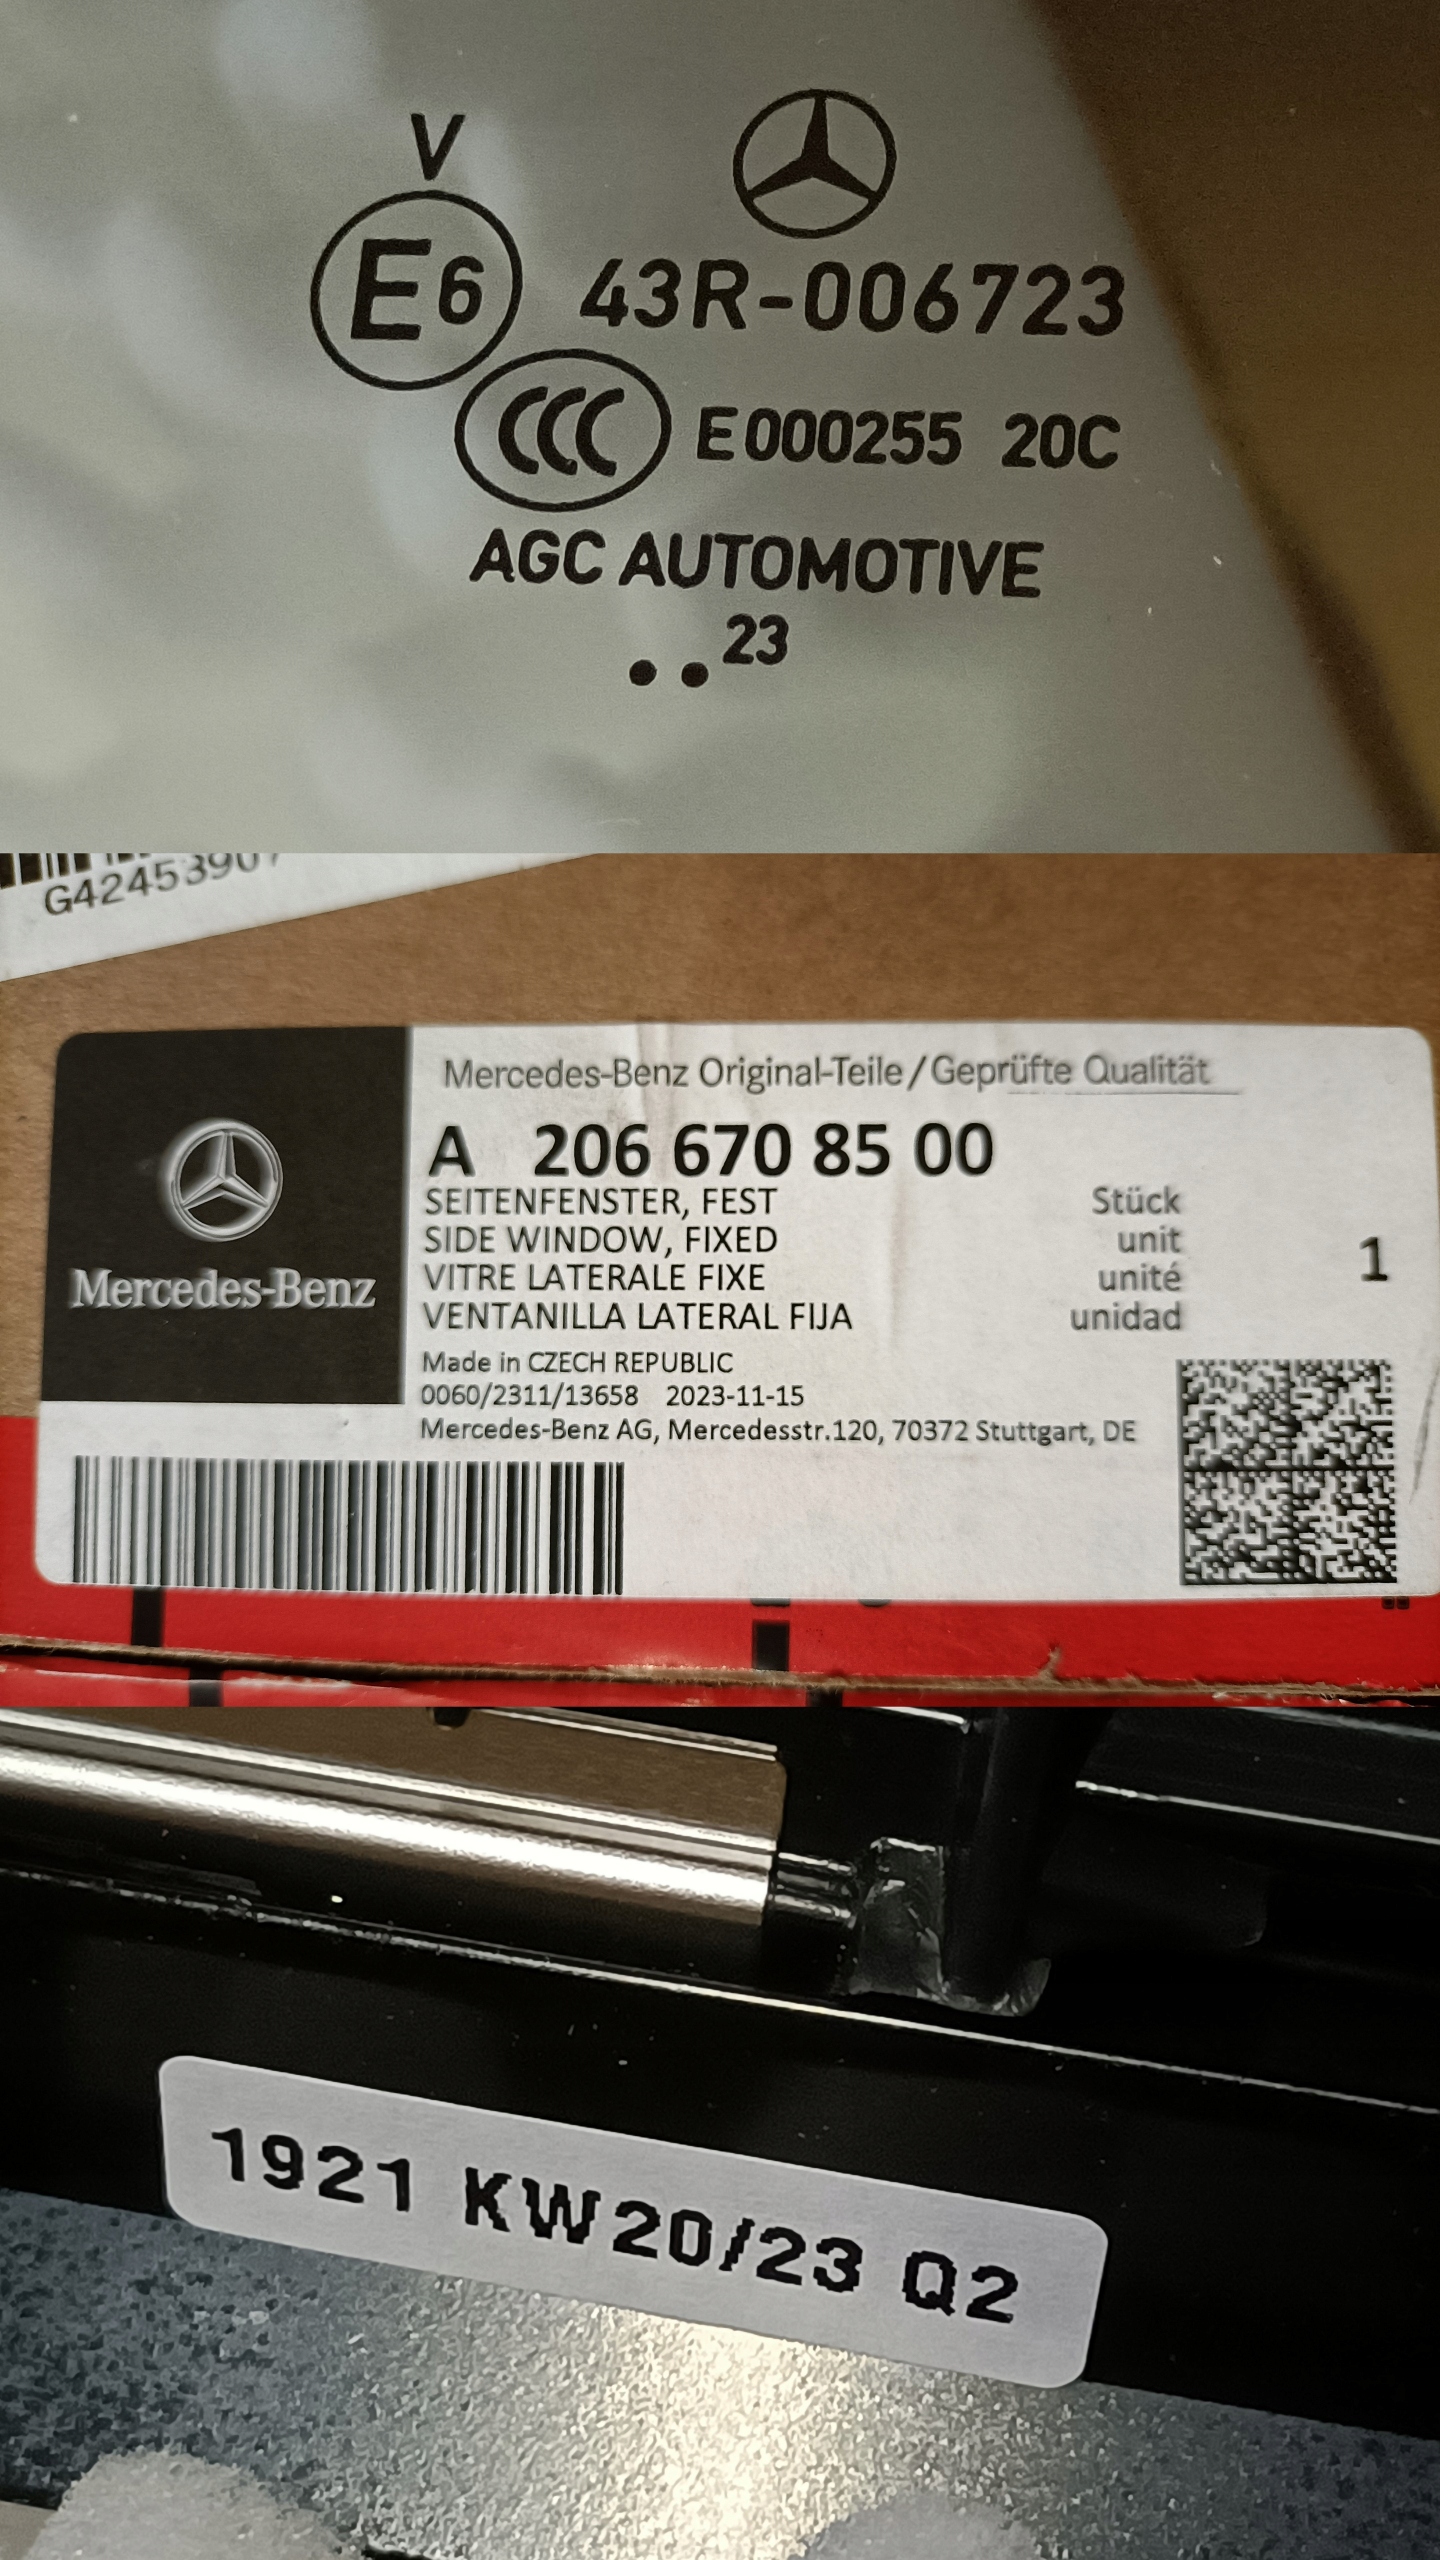 V
E6 43R-006723
CCC E000255 20C
AGC AUTOMOTIVE
..23
G4245390
Mercedes-Benz Original-Teile/Geprüfte Qualität
A 206 670 85 00
SEITENFENSTER, FEST Stück
SIDE WINDOW, FIXED unit
VITRE LATERALE FIXE unité
VENTANILLA LATERAL FIJA unidad
1
Mercedes-Benz
Made in CZECH REPUBLIC
0060/2311/13658 2023-11-15
Mercedes-Benz AG, Mercedesstr.120, 70372 Stuttgart, DE
1921 KW20/23 Q2